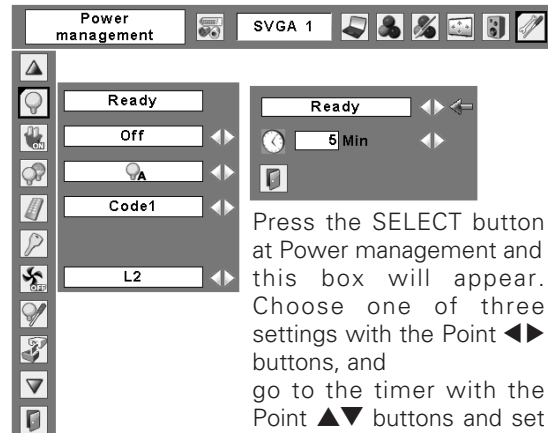 Power management
SVGA 1
Ready
Off
A
Code1
L2
ON
OFF
Ready
5 Min
Press the SELECT button
at Power management and
this box will appear.
Choose one of three
settings with the Point ◀▶
buttons, and
go to the timer with the
Point ▲▼ buttons and set